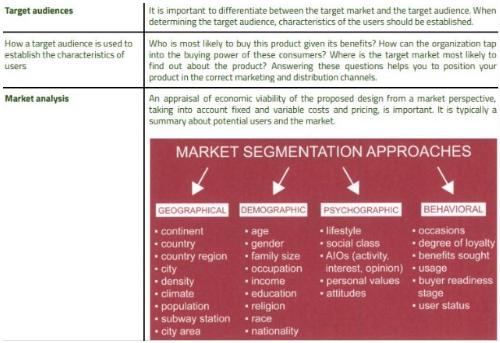 Target audiences
It is important to differentiate between the target market and the target audience. When
determining the target audience, characteristics of the users should be established.
How a target audience is used to
establish the characteristics of
users
Who is most likely to buy this product given its benefits? How can the organization tap
into the buying power of these consumers? Where is the target market most likely to
find out about the product? Answering these questions helps you to position your
product in the correct marketing and distribution channels.
Market analysis
An appraisal of economic viability of the proposed design from a market perspective,
taking into account fixed and variable costs and pricing, is important. It is typically a
summary about potential users and the market.
MARKET SEGMENTATION APPROACHES
GEOGRAPHICAL
• continent
• country
• country region
• city
• density
• climate
• population
• subway station
• city area
DEMOGRAPHIC
• age
• gender
• family size
• occupation
• income
• education
• religion
• race
• nationality
PSYCHOGRAPHIC
• lifestyle
• social class
• AIOs (activity,
interest, opinion)
• personal values
• attitudes
BEHAVIORAL
• occasions
• degree of loyalty
• benefits sought
• usage
• buyer readiness
stage
• user status